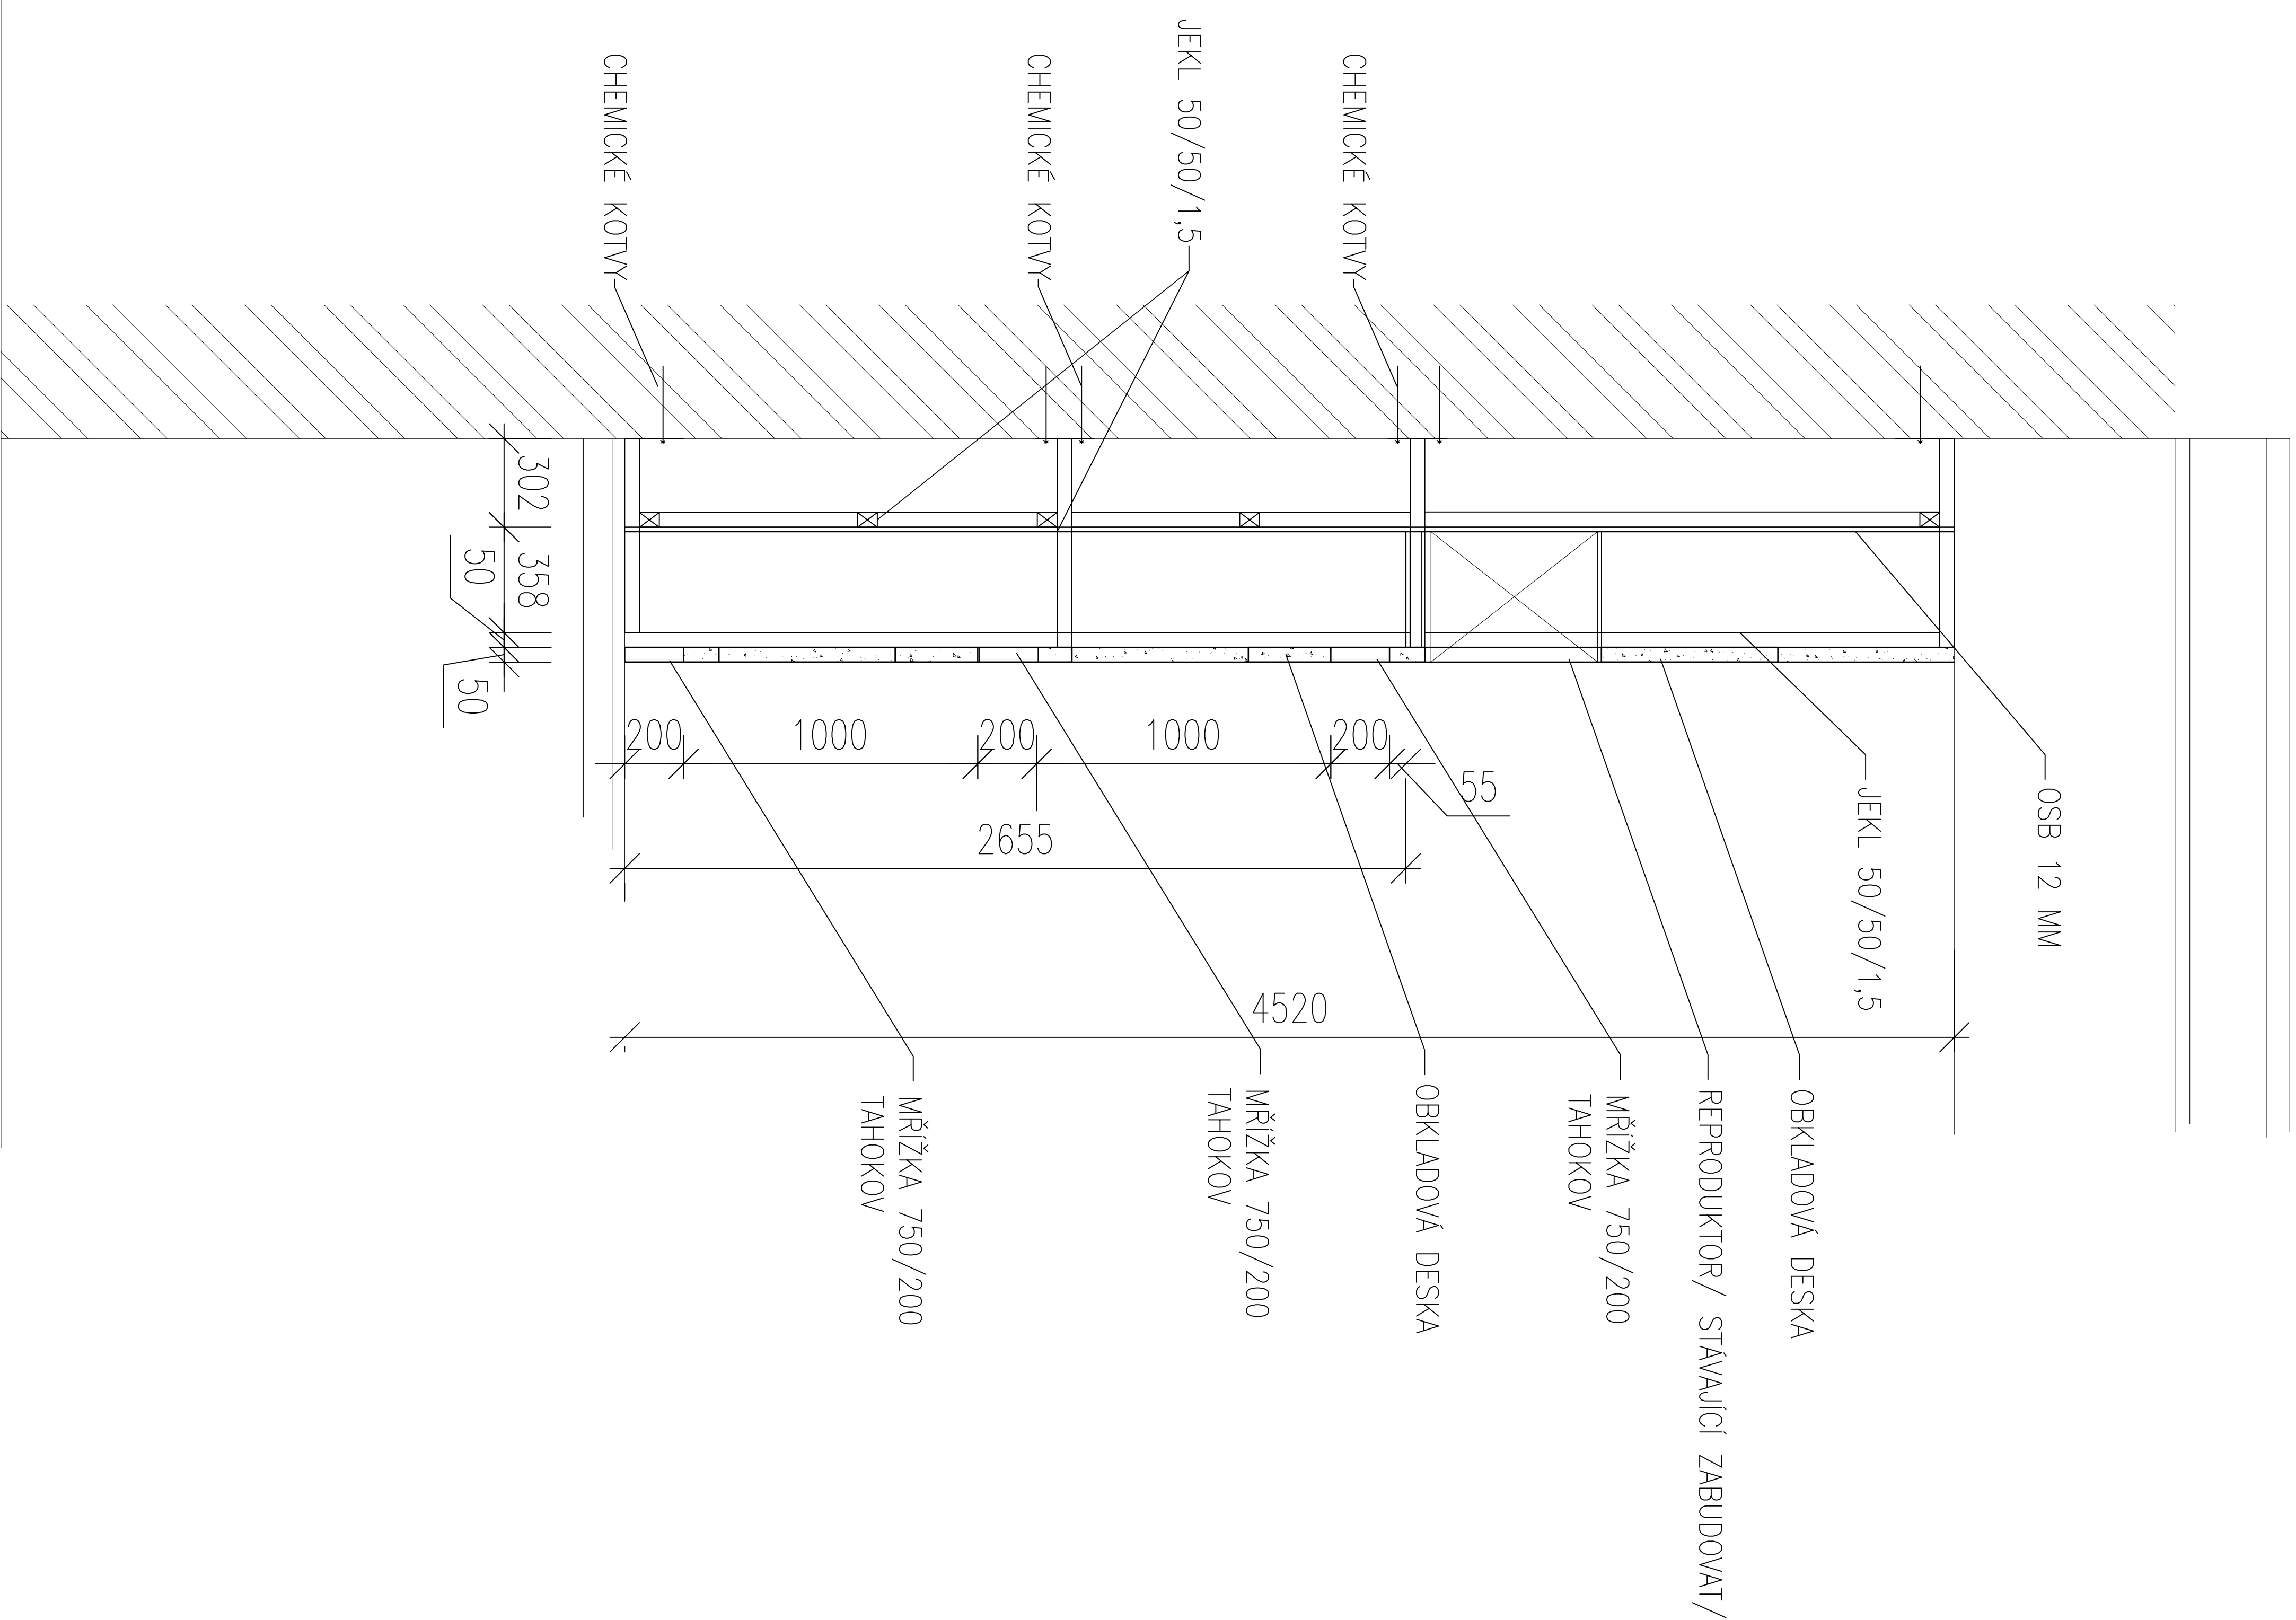 CHEMICKÉ KOTVY
CHEMICKÉ KOTVY
JEKL 50/50/1,5
CHEMICKÉ KOTVY
302
358
50
50
200
1000
200
1000
200
55
2655
4520
OSB 12 MM
JEKL 50/50/1,5
OBKLADOVÁ DESKA
REPRODUKTOR/ STÁVAJÍCÍ ZABUDOVAT/
MŘÍŽKA 750/200
TAHOKOV
OBKLADOVÁ DESKA
MŘÍŽKA 750/200
TAHOKOV
MŘÍŽKA 750/200
TAHOKOV